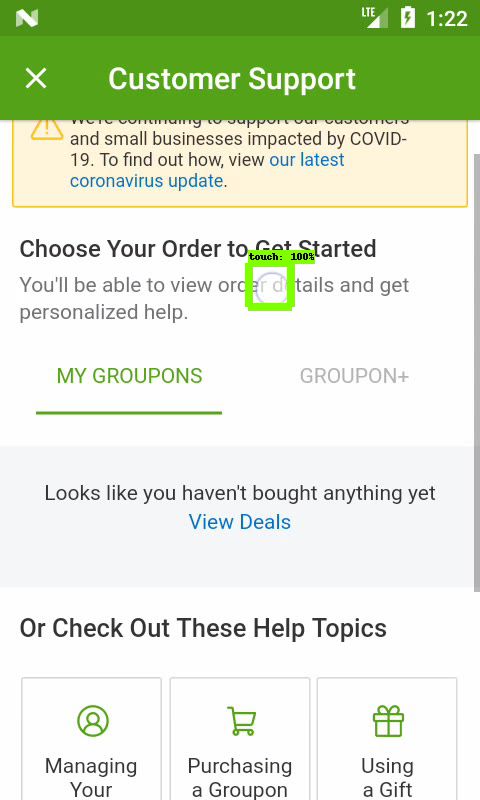 LTE 1:22
Customer Support
We're continuing to support our customers
and small businesses impacted by COVID-
19. To find out how, view our latest
coronavirus update.
Choose Your Order to Get Started
touch: 100%
You'll be able to view order details and get
personalized help.
MY GROUPONS GROUPON+
Looks like you haven't bought anything yet
View Deals
Or Check Out These Help Topics
Managing Purchasing Using
Your a Groupon a Gift